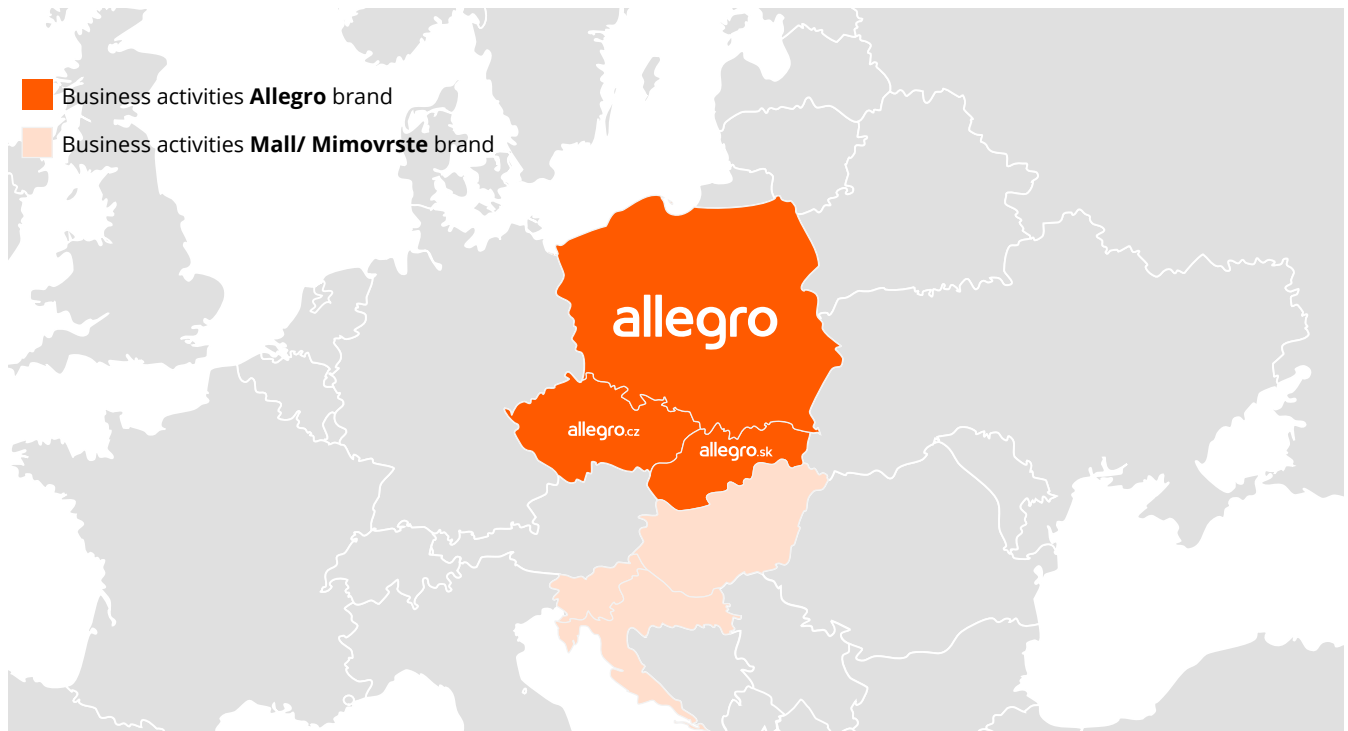 Business activities Allegro brand
Business activities Mall/ Mimovrste brand
allegro
allegro.cz
allegro.sk